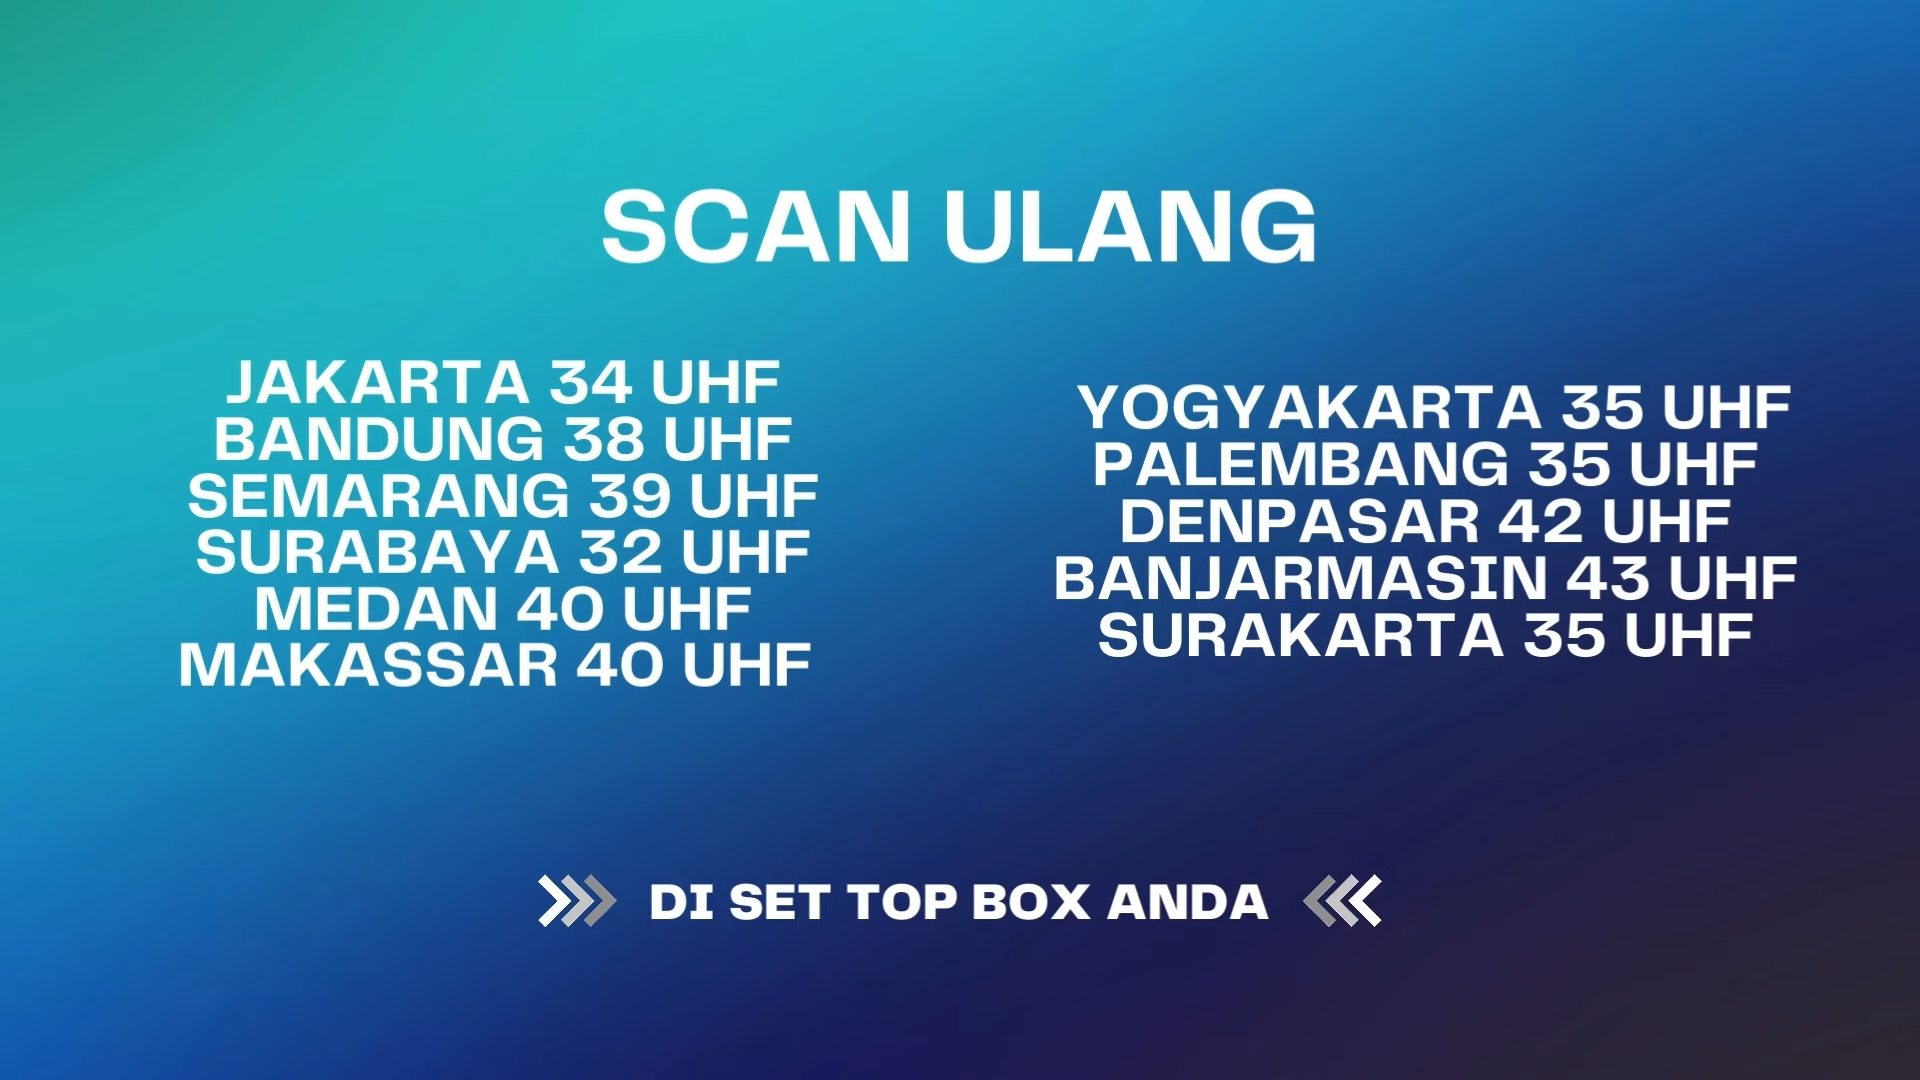 SCAN ULANG
JAKARTA 34 UHF
BANDUNG 38 UHF
SEMARANG 39 UHF
SURABAYA 32 UHF
MEDAN 40 UHF
MAKASSAR 40 UHF
YOGYAKARTA 35 UHF
PALEMBANG 35 UHF
DENPASAR 42 UHF
BANJARMASIN 43 UHF
SURAKARTA 35 UHF
DI SET TOP BOX ANDA